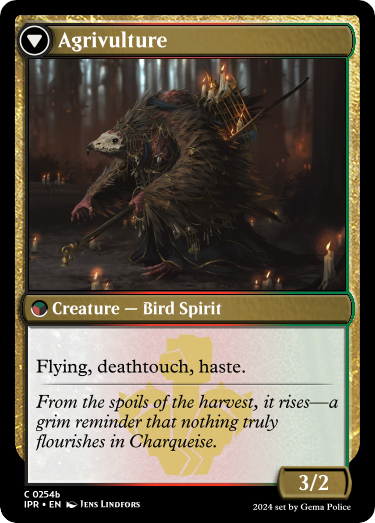 Agrivulture
Creature — Bird Spirit
Flying, deathtouch, haste.
From the spoils of the harvest, it rises—a
grim reminder that nothing truly
flourishes in Charqueise.
3/2
C 0254b
IPR • EN Jens Lindfors
2024 set by Gema Police